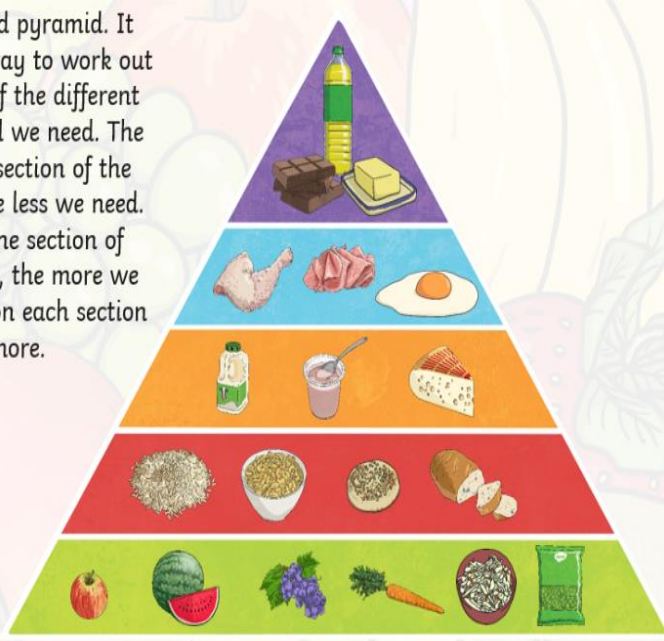 d pyramid. It
ay to work out
f the different
d we need. The
section of the
e less we need.
he section of
, the more we
on each section
nore.